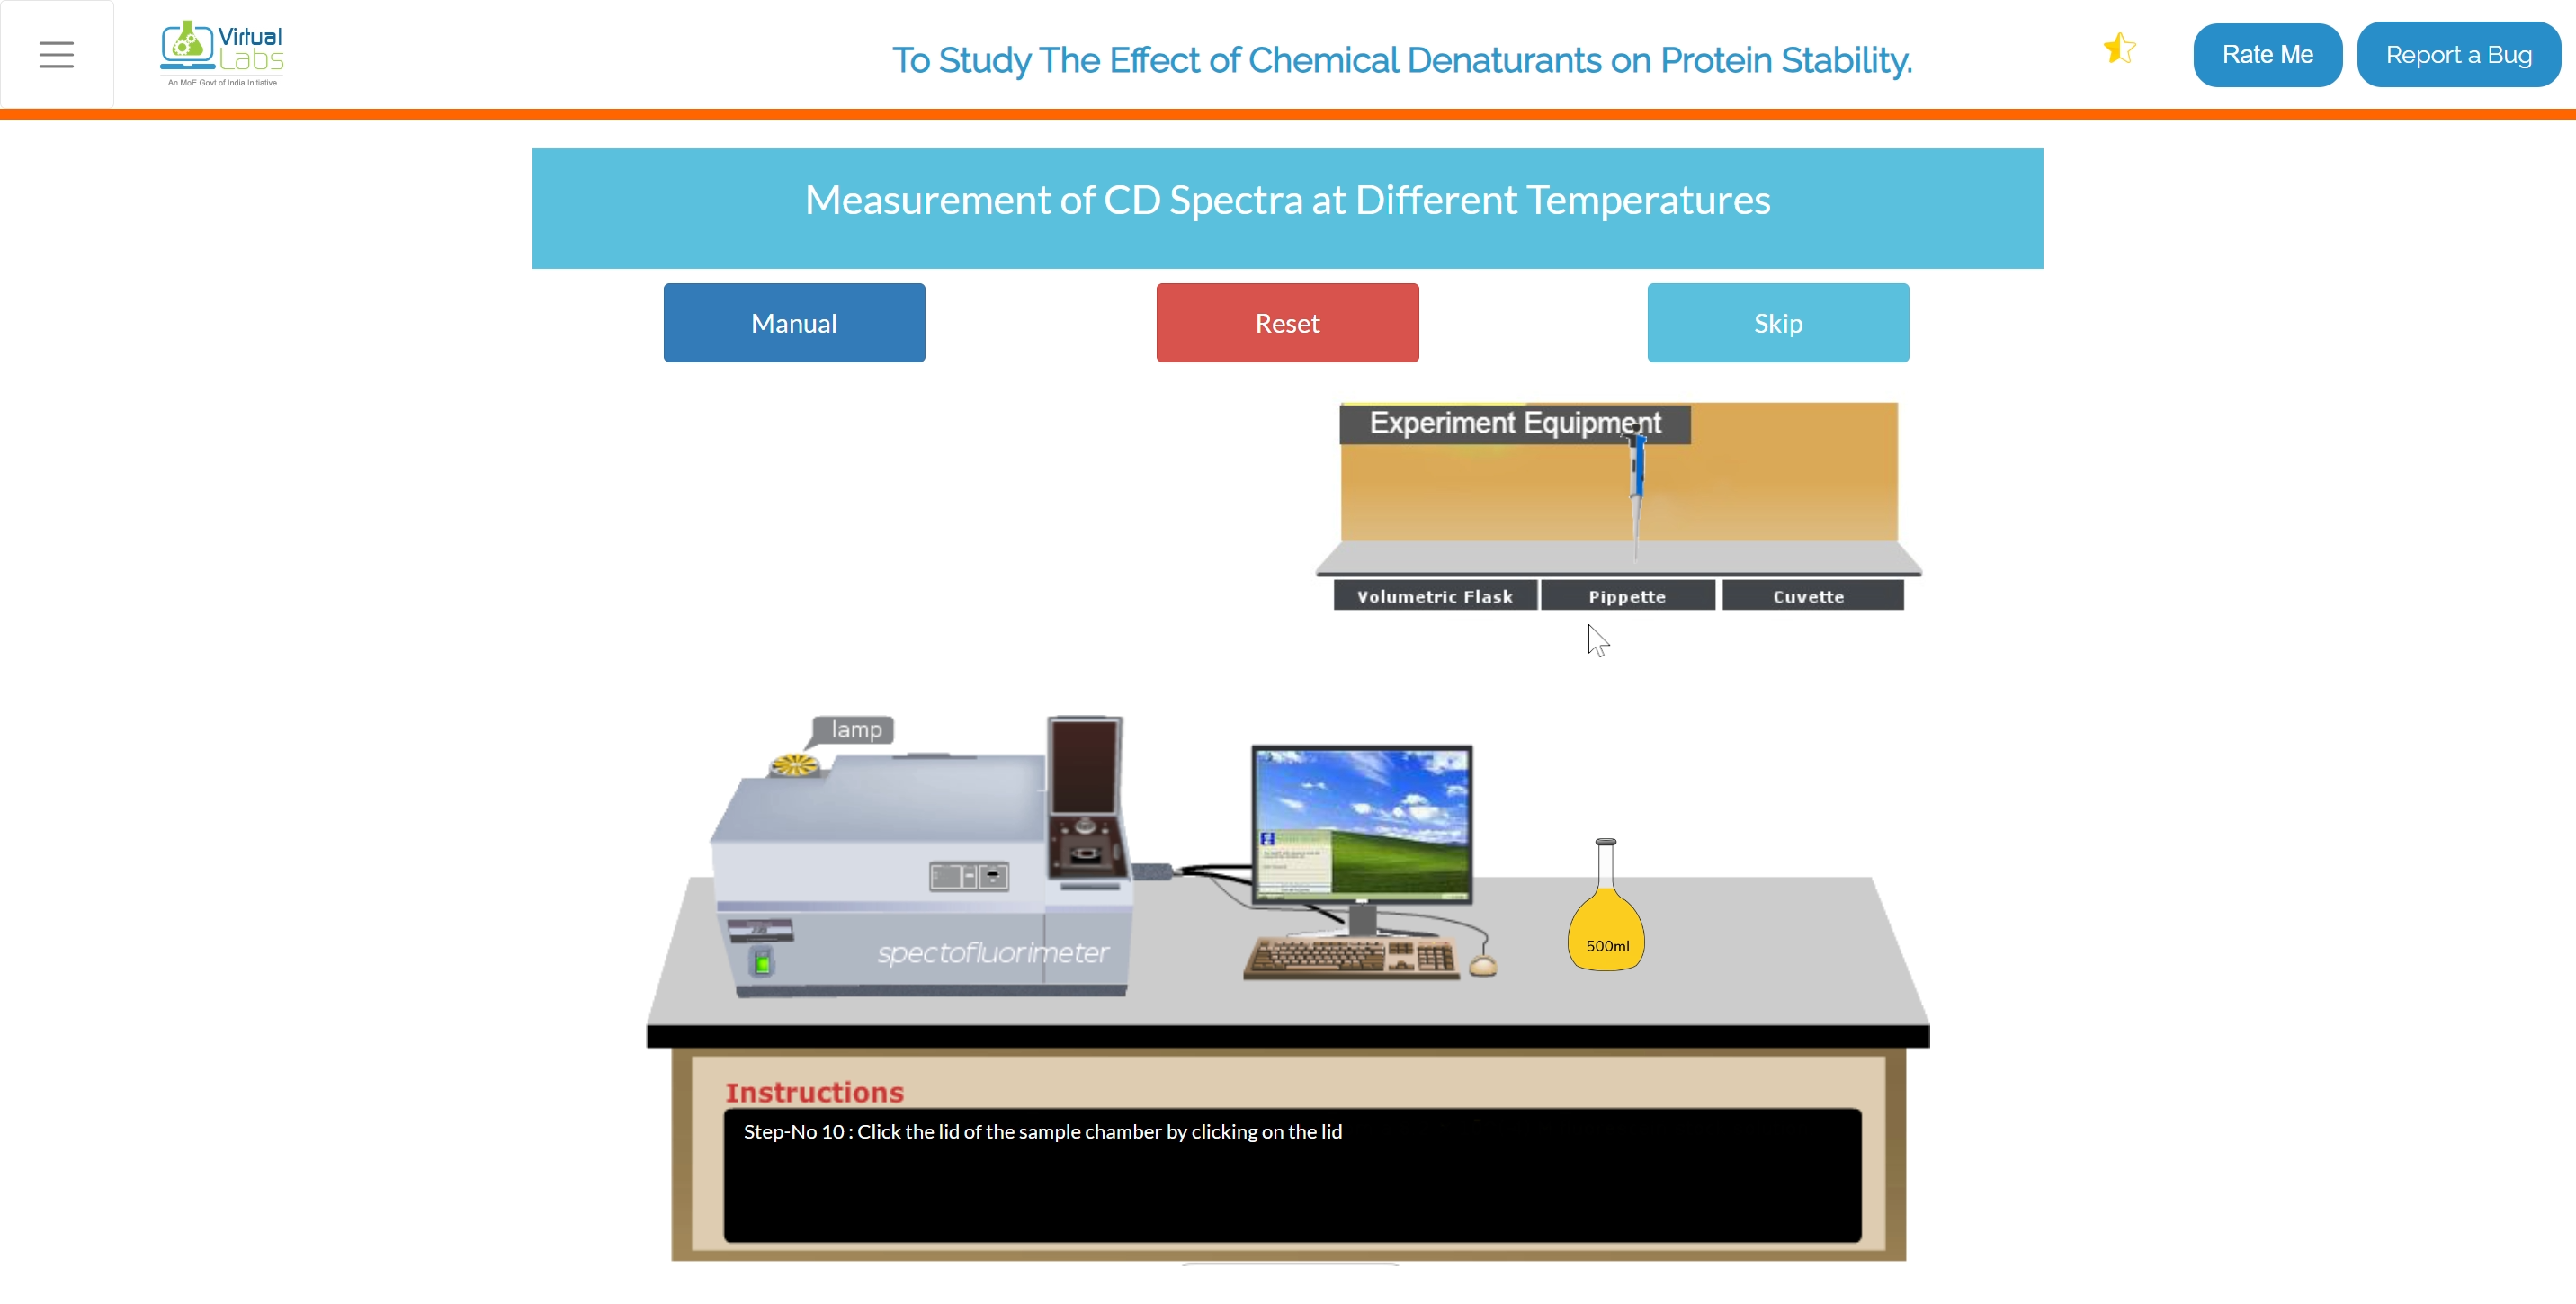 Virtual
Labs
An MoE Govt of India Initiative
To Study The Effect of Chemical Denaturants on Protein Stability.
Rate Me
Report a Bug
Measurement of CD Spectra at Different Temperatures
Manual
Reset
Skip
Experiment Equipment
Volumetric Flask
Pippette
Cuvette
lamp
spectofluorimeter
500ml
Instructions
Step-No 10 : Click the lid of the sample chamber by clicking on the lid